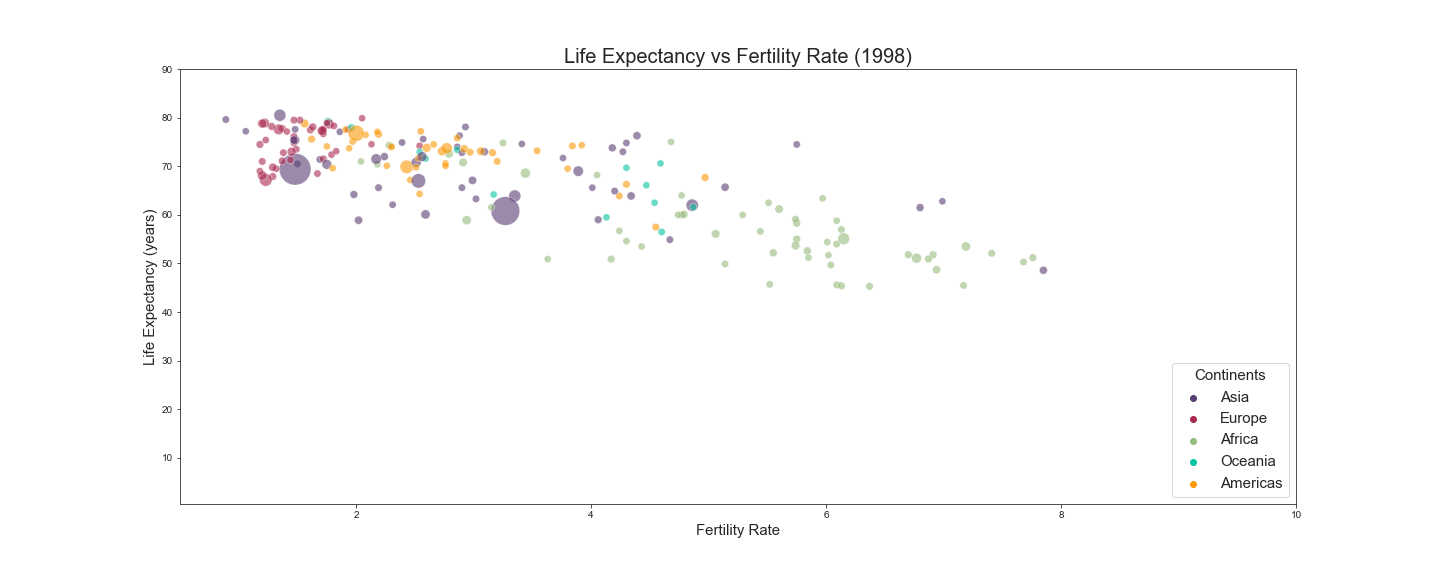 Life Expectancy vs Fertility Rate (1998)
90
80
70
60
50
40
30
20
10
Life Expectancy (years)
2
4
6
8
10
Fertility Rate
Continents
Asia
Europe
Africa
Oceania
Americas